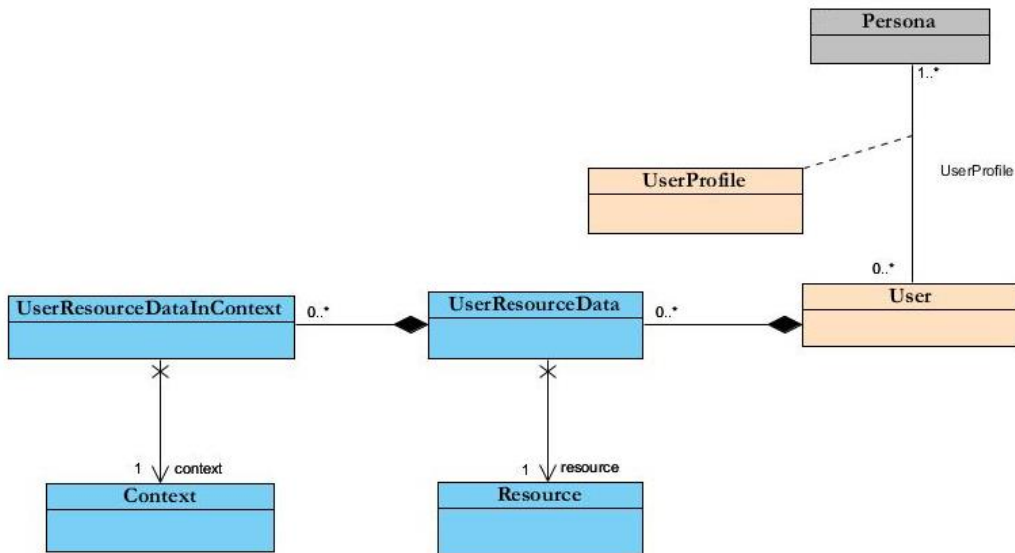 Persona
1..*
UserProfile
UserProfile
0..*
UserResourceDataInContext
0..*
UserResourceData
0..*
User
1
context
1
resource
Context
Resource